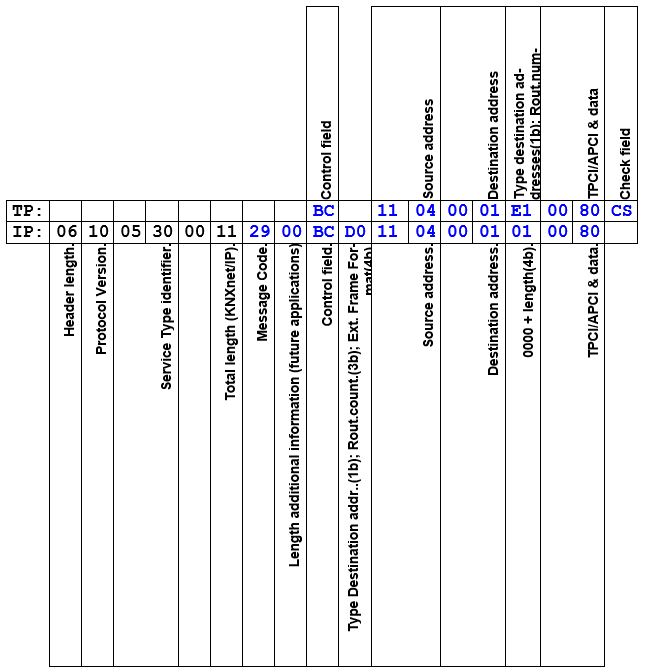 Control field
Source address
Destination address
Type destination ad-
dresses(1b); Rout.num-
TPCI/APCI & data
Check field
TP: BC 11 04 00 01 E1 00 80 CS
IP: 06 10 05 30 00 11 29 00 BC D0 11 04 00 01 01 00 80
Header length.
Protocol Version.
Service Type identifier.
Total length (KNXnet/IP).
Message Code.
Length additional information (future applications)
Control field.
Type Destination addr..(1b); Rout.count.(3b); Ext. Frame For-
mat(4b)
Source address.
Destination address.
0000 + length(4b).
TPCI/APCI & data.